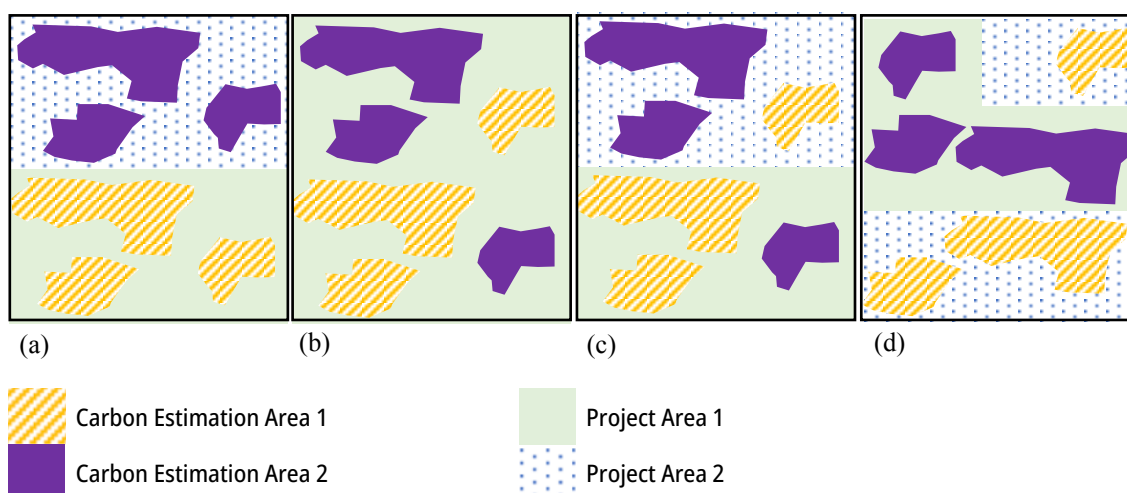 (a) (b) (c) (d)
Carbon Estimation Area 1 Project Area 1
Carbon Estimation Area 2 Project Area 2